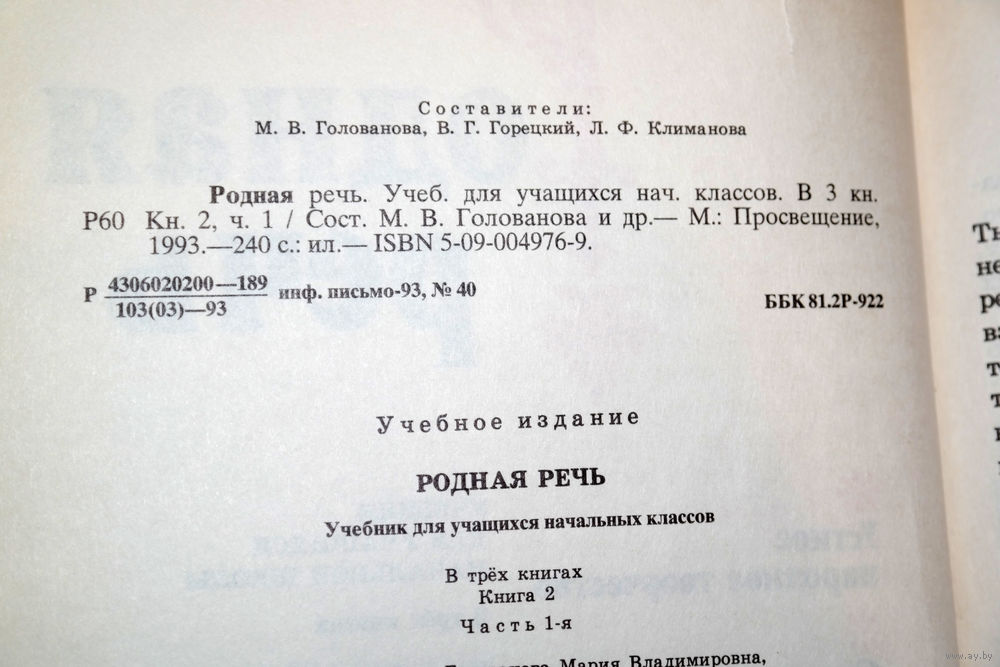 Составители:
М. В. Голованова, В. Г. Горецкий, Л. Ф. Климанова
Родная речь. Учеб. для учащихся нач. классов. В 3 кн.
Р60 Кн. 2, ч. 1 / Сост. М. В. Голованова и др.— М.: Просвещение,
1993.—240 с.: ил.— ISBN 5-09-004976-9.
Р 4306020200—189
103(03)—93
инф. письмо-93, № 40
ББК 81.2Р-922
Учебное издание
РОДНАЯ РЕЧЬ
Учебник для учащихся начальных классов
В трёх книгах
Книга 2
Часть 1-я
Мария Владимировна,
www.ay.by